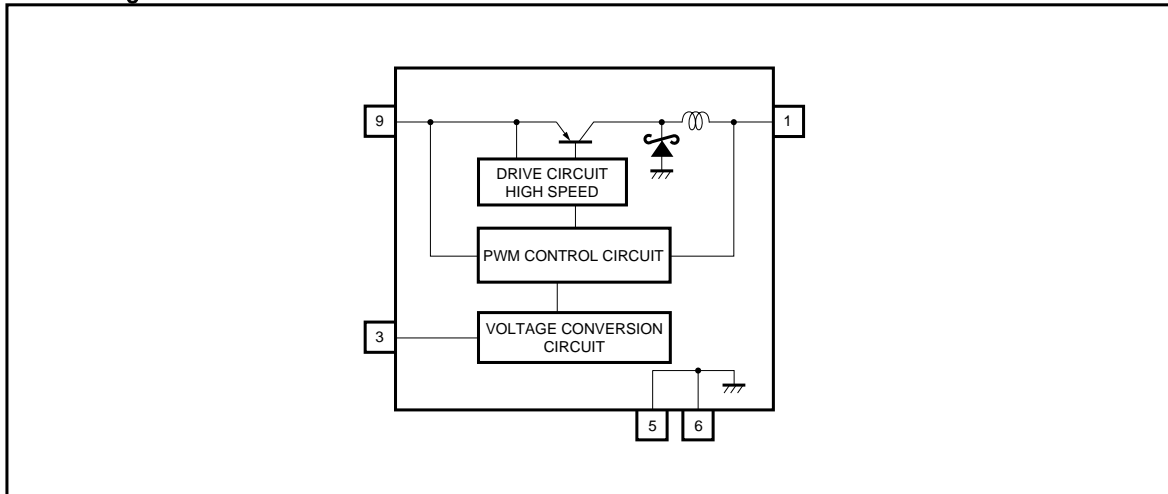 9
1
DRIVE CIRCUIT
HIGH SPEED
PWM CONTROL CIRCUIT
3
VOLTAGE CONVERSION
CIRCUIT
5
6